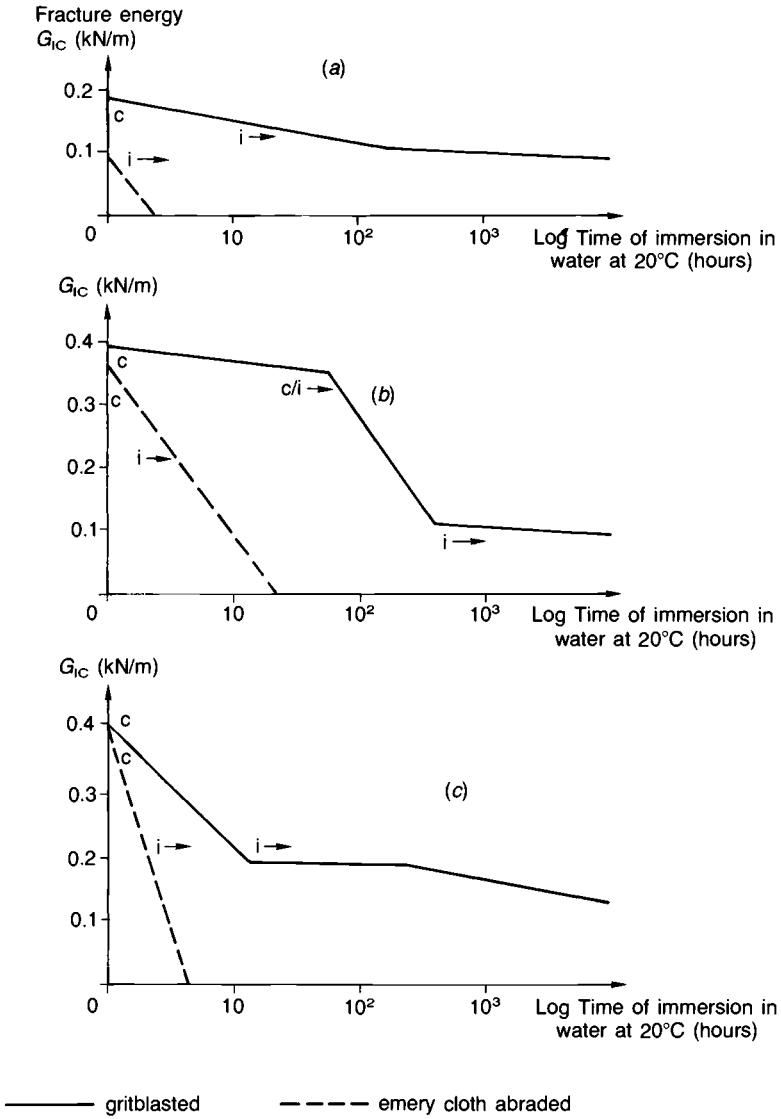 Fracture energy
G_IC (kN/m)
(a)
0.2
c
i
0.1
i
0
10
10²
10³
Log Time of immersion in
water at 20°C (hours)
G_IC (kN/m)
0.4
c
c/i
(b)
0.3
c
i
0.2
0.1
i
0
10
10²
10³
Log Time of immersion in
water at 20°C (hours)
G_IC (kN/m)
0.4
c
c
0.3
(c)
i
i
0.2
0.1
0
10
10²
10³
Log Time of immersion in
water at 20°C (hours)
gritblasted
emery cloth abraded